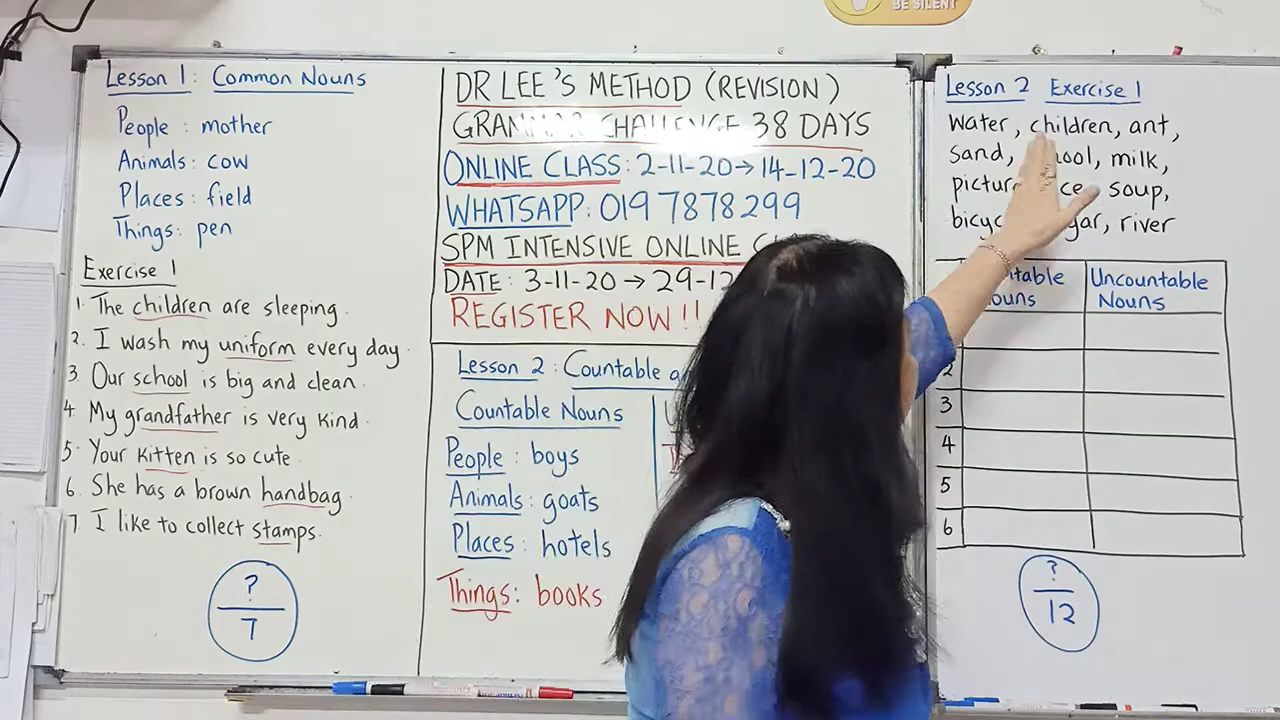 BE SILENT
Lesson 1: Common Nouns
People: mother
Animals: cow
Places: field
Things: pen
Exercise 1
1. The children are sleeping.
2. I wash my uniform every day.
3. Our school is big and clean.
4. My grandfather is very kind.
5. Your kitten is so cute.
6. She has a brown handbag.
7. I like to collect stamps.
?
7
DR LEE'S METHOD (REVISION)
GRAMMAR CHALLENGE 38 DAYS
ONLINE CLASS: 2-11-20→14-12-20
WHATSAPP: 019 7878299
SPM INTENSIVE ONLINE
DATE: 3-11-20 → 29-12
REGISTER NOW!!
Lesson 2: Countable
Countable Nouns
People: boys
Animals: goats
Places: hotels
Things: books
Lesson 2 Exercise 1
Water, children, ant,
Sand, milk,
soup,
river
Uncountable
Nouns
3
4
5
6
?
12